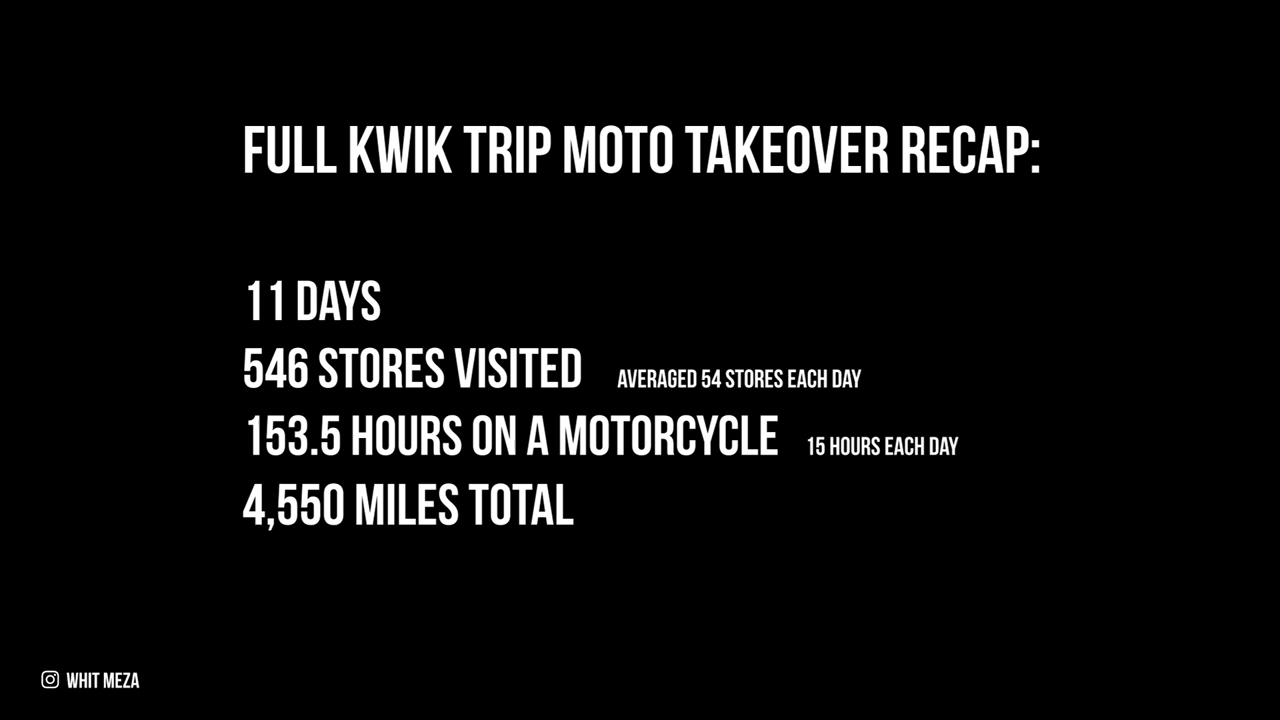 FULL KWIK TRIP MOTO TAKEOVER RECAP:
11 DAYS
546 STORES VISITED AVERAGED 54 STORES EACH DAY
153.5 HOURS ON A MOTORCYCLE 15 HOURS EACH DAY
4,550 MILES TOTAL
WHIT MEZA